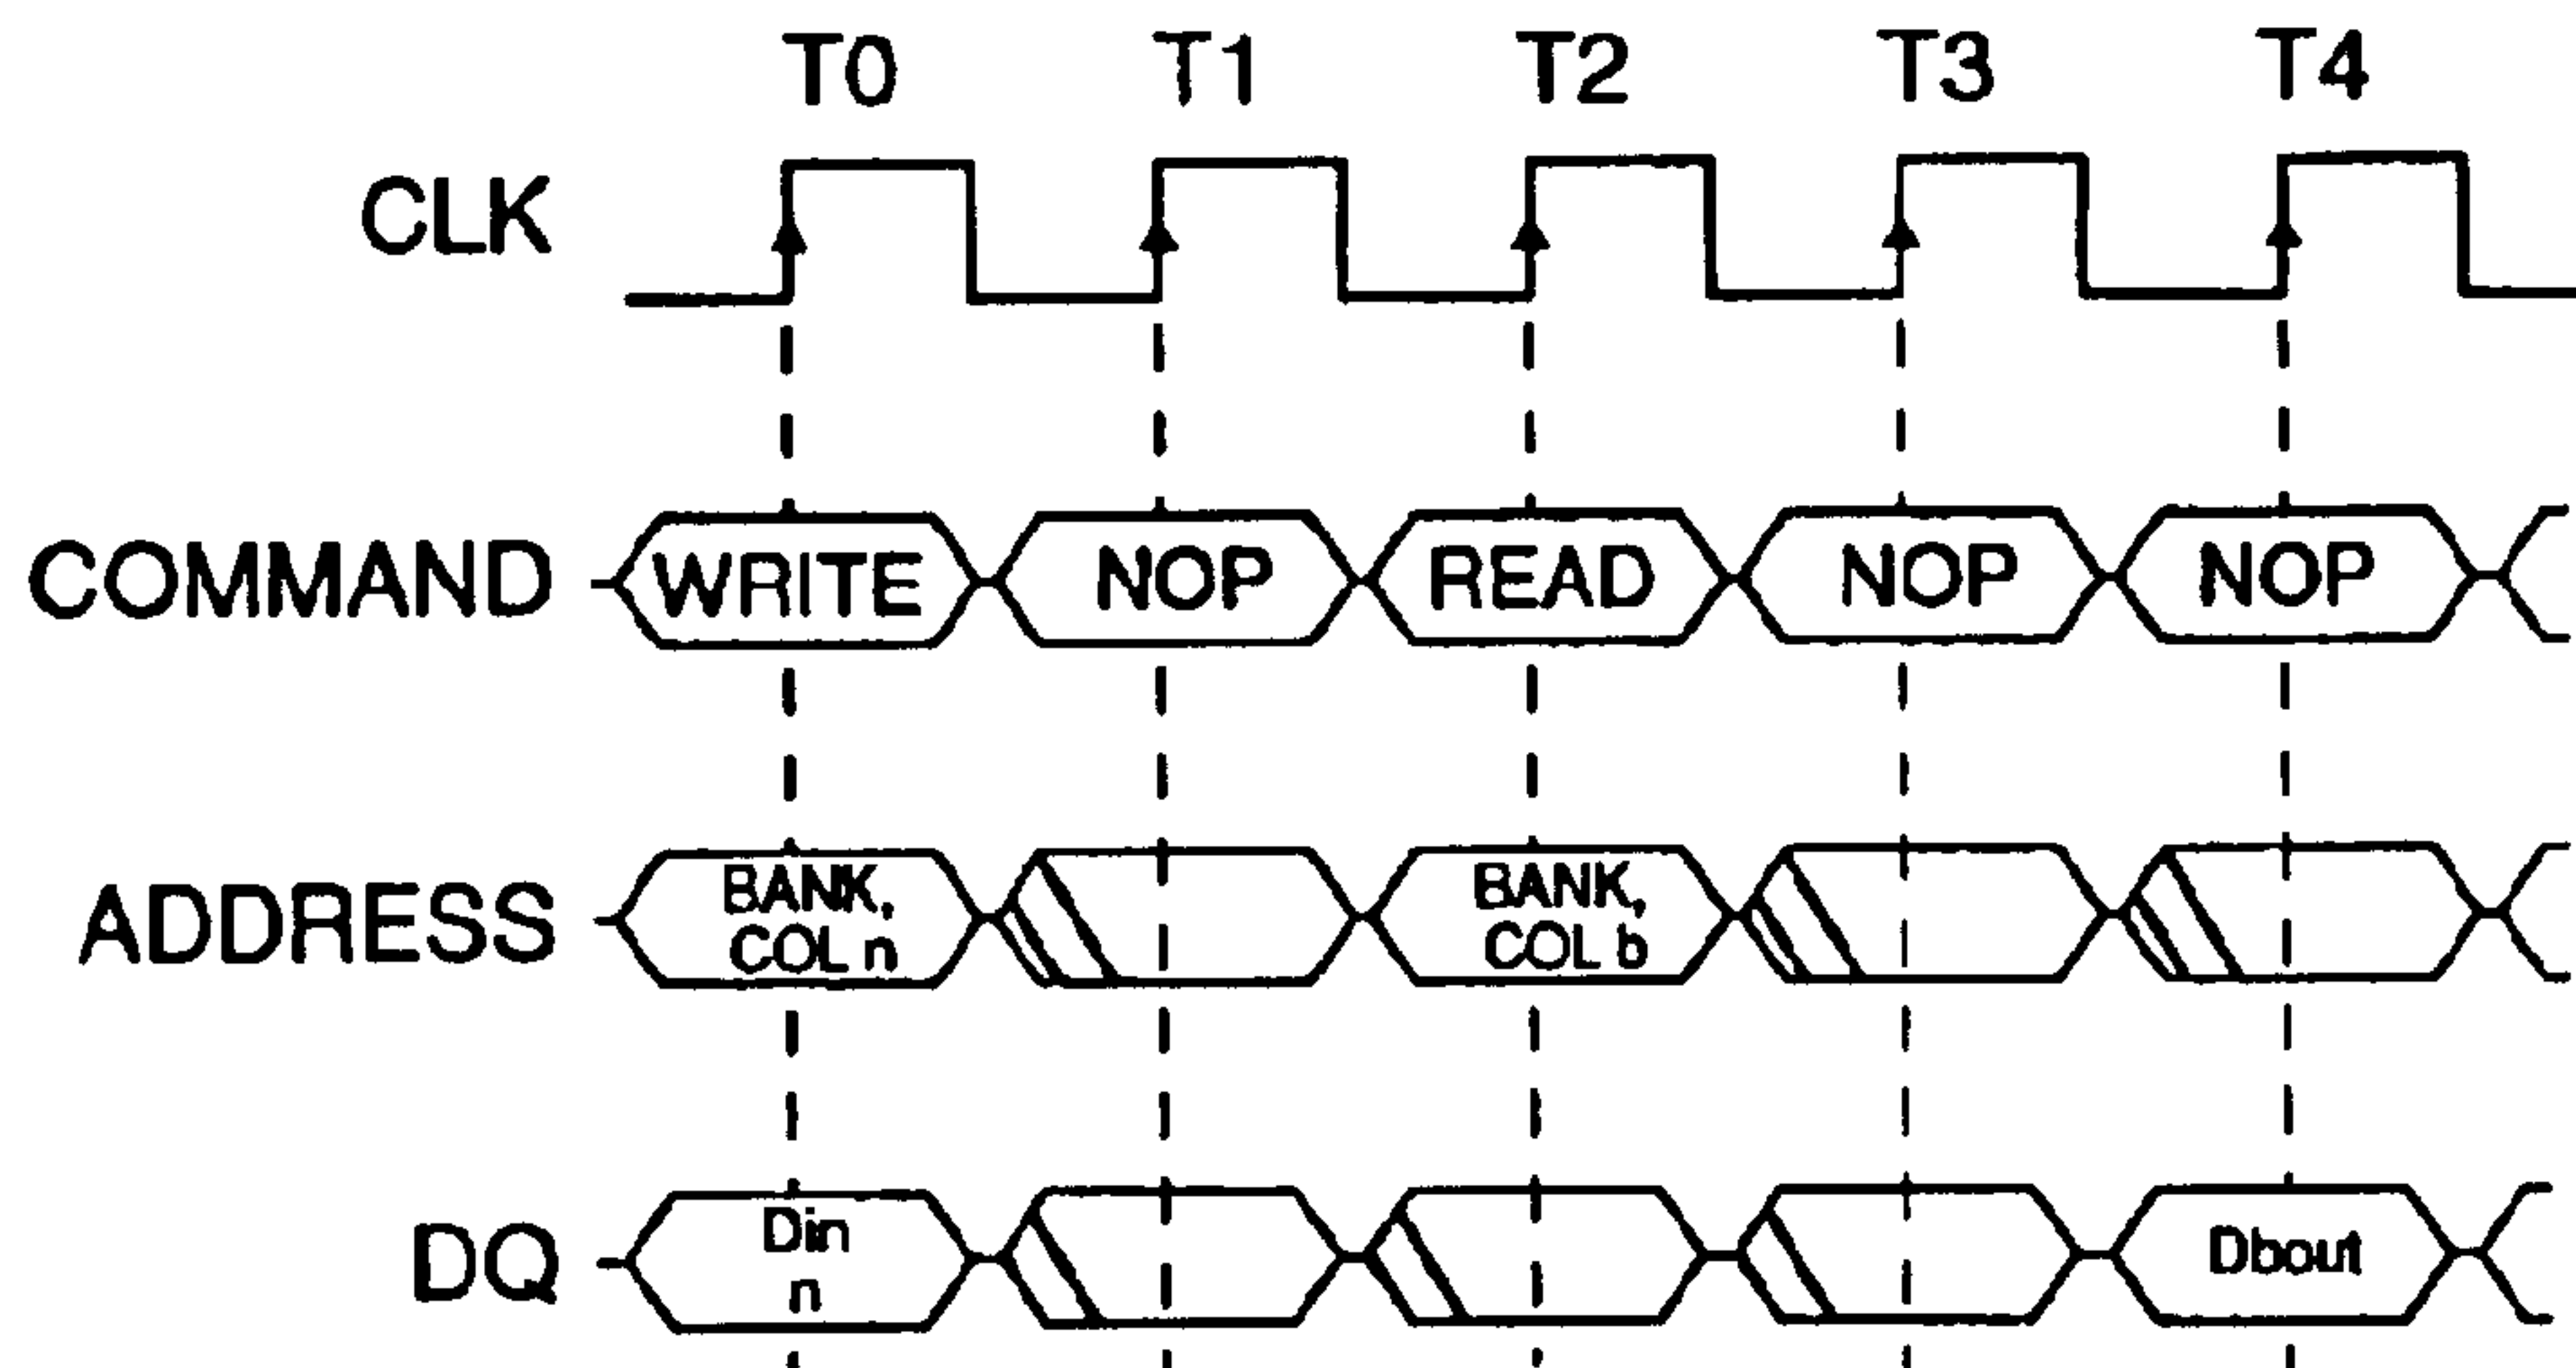 T0 T1 T2 T3 T4
CLK
COMMAND WRITE NOP READ NOP NOP
ADDRESS BANK, COL n BANK, COL b
DQ Din n Dbout